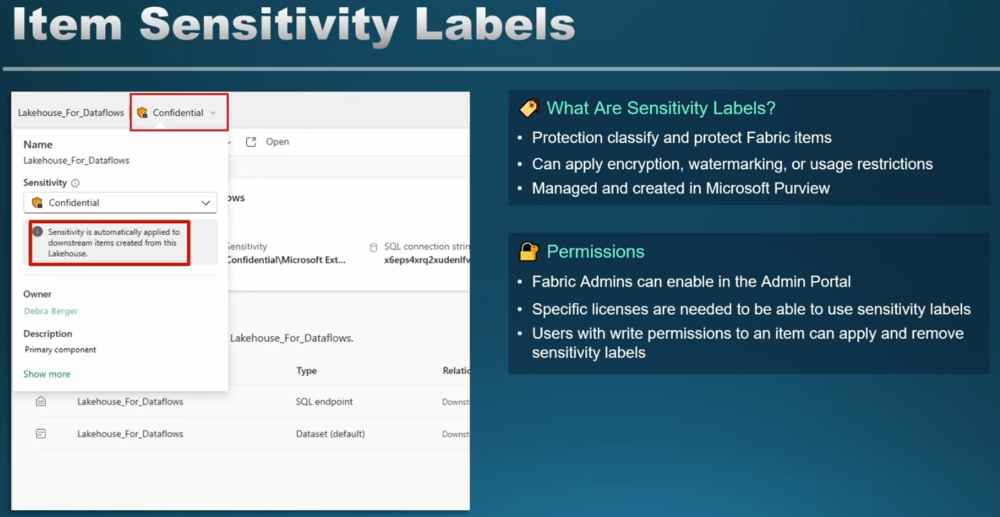 Item Sensitivity Labels
Lakehouse_For_Dataflows
Confidential
Open
Name
Lakehouse_For_Dataflows
Sensitivity
Confidential
Sensitivity is automatically applied to
downstream items created from this
Lakehouse.
Owner
Debra Berger
Description
Primary component
Show more
ows
Sensitivity
Confidential\Microsoft Ext...
SQL connection strin
x6eps4xrq2xudenlfv
Lakehouse_For_Dataflows.
Type
Relatio
Lakehouse_For_Dataflows
SQL endpoint
Downst
Lakehouse_For_Dataflows
Dataset (default)
Downst
What Are Sensitivity Labels?
• Protection classify and protect Fabric items
• Can apply encryption, watermarking, or usage restrictions
• Managed and created in Microsoft Purview
Permissions
• Fabric Admins can enable in the Admin Portal
• Specific licenses are needed to be able to use sensitivity labels
• Users with write permissions to an item can apply and remove
sensitivity labels